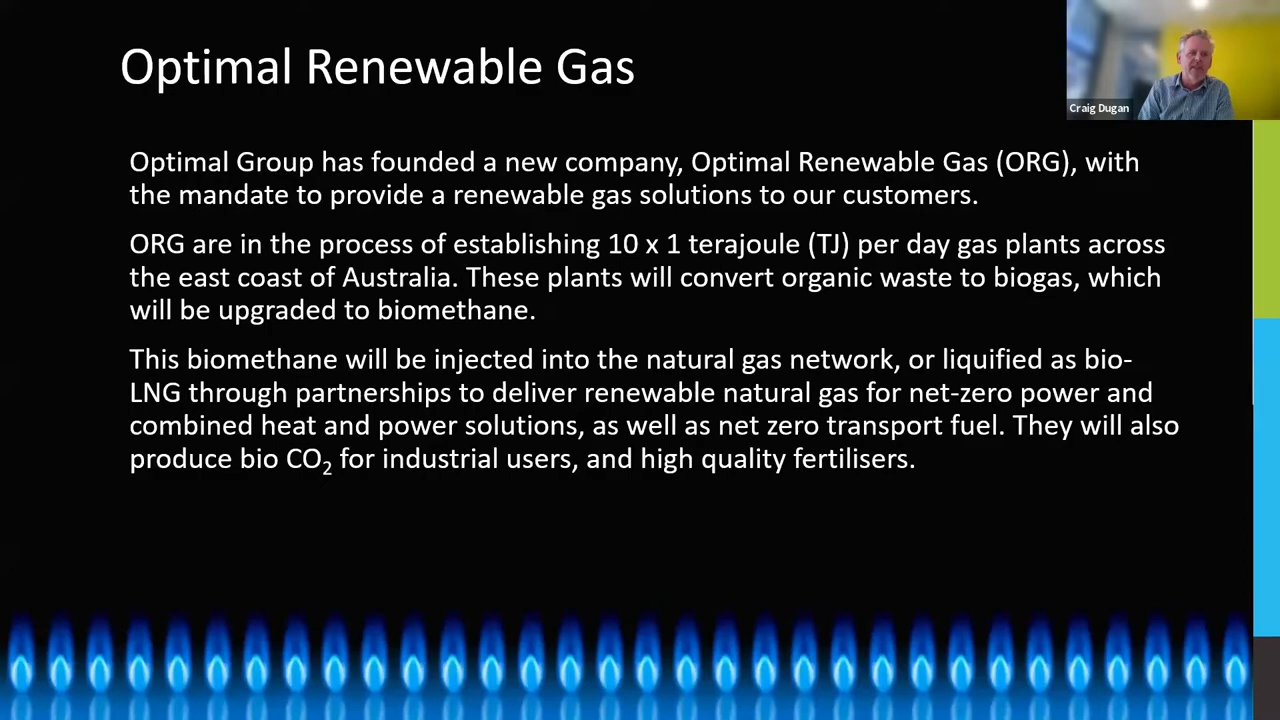 Optimal Renewable Gas
Craig Dugan
Optimal Group has founded a new company, Optimal Renewable Gas (ORG), with
the mandate to provide a renewable gas solutions to our customers.
ORG are in the process of establishing 10 x 1 terajoule (TJ) per day gas plants across
the east coast of Australia. These plants will convert organic waste to biogas, which
will be upgraded to biomethane.
This biomethane will be injected into the natural gas network, or liquified as bio-
LNG through partnerships to deliver renewable natural gas for net-zero power and
combined heat and power solutions, as well as net zero transport fuel. They will also
produce bio CO₂ for industrial users, and high quality fertilisers.